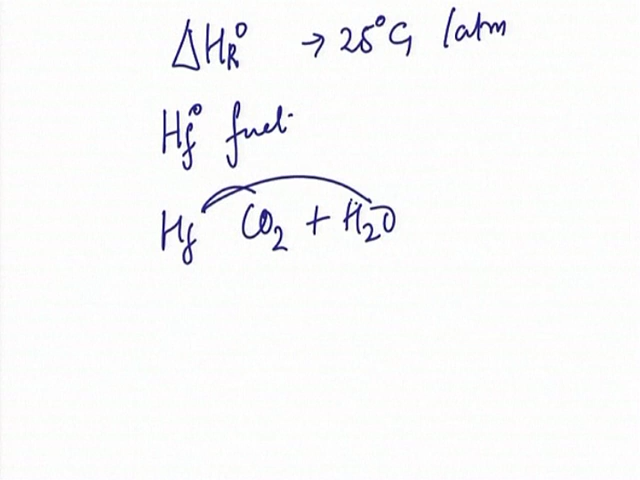 ΔH°R → 25°C, 1atm
H°f fuel
Hf CO2 + H2O